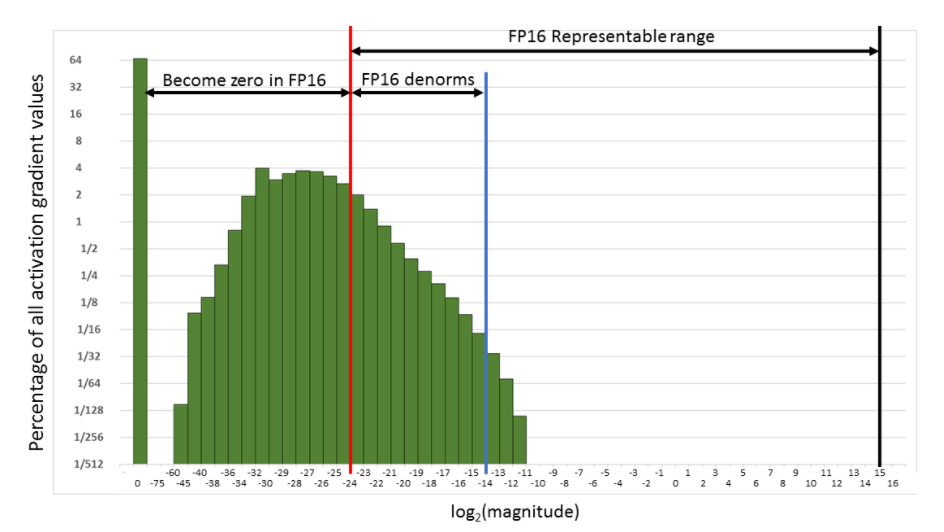 FP16 Representable range
Become zero in FP16
FP16 denorms
Percentage of all activation gradient values
64
32
16
8
4
2
1
1/2
1/4
1/8
1/16
1/32
1/64
1/128
1/256
1/512
-60 -40 -36 -32 -29 -27 -25 -23 -21 -19 -17 -15 -13 -11 -9 -7 -5 -3 -1 1 3 5 7 9 11 13 15
0 -75 -45 -38 -34 -30 -28 -26 -24 -22 -20 -18 -16 -14 -12 -10 -8 -6 -4 -2 0 2 4 6 8 10 12 14 16
log2(magnitude)